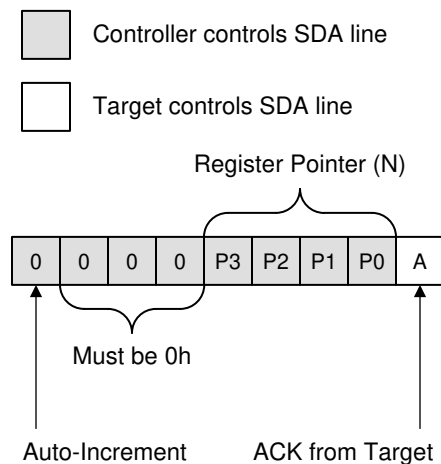 Controller controls SDA line
Target controls SDA line
Register Pointer (N)
0 0 0 0 P3 P2 P1 P0 A
Must be 0h
Auto-Increment ACK from Target